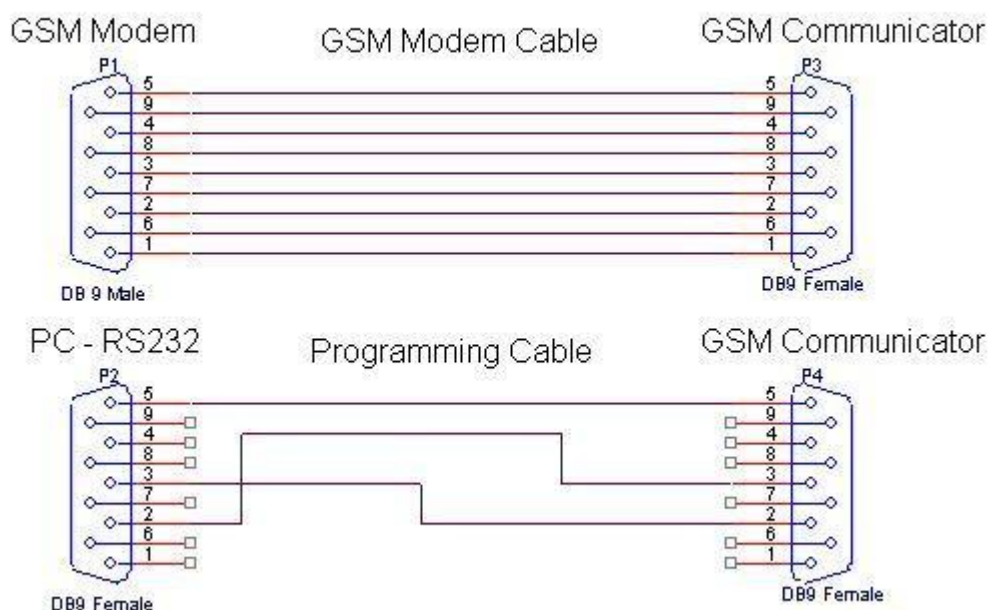 GSM Modem
GSM Modem Cable
GSM Communicator
P1
P3
5
9
4
8
3
7
2
6
1
5
9
4
8
3
7
2
6
1
DB 9 Male
DB9 Female
PC - RS232
Programming Cable
GSM Communicator
P2
P4
5
9
4
8
3
7
2
6
1
5
9
4
8
3
7
2
6
1
DB9 Female
DB9 Female